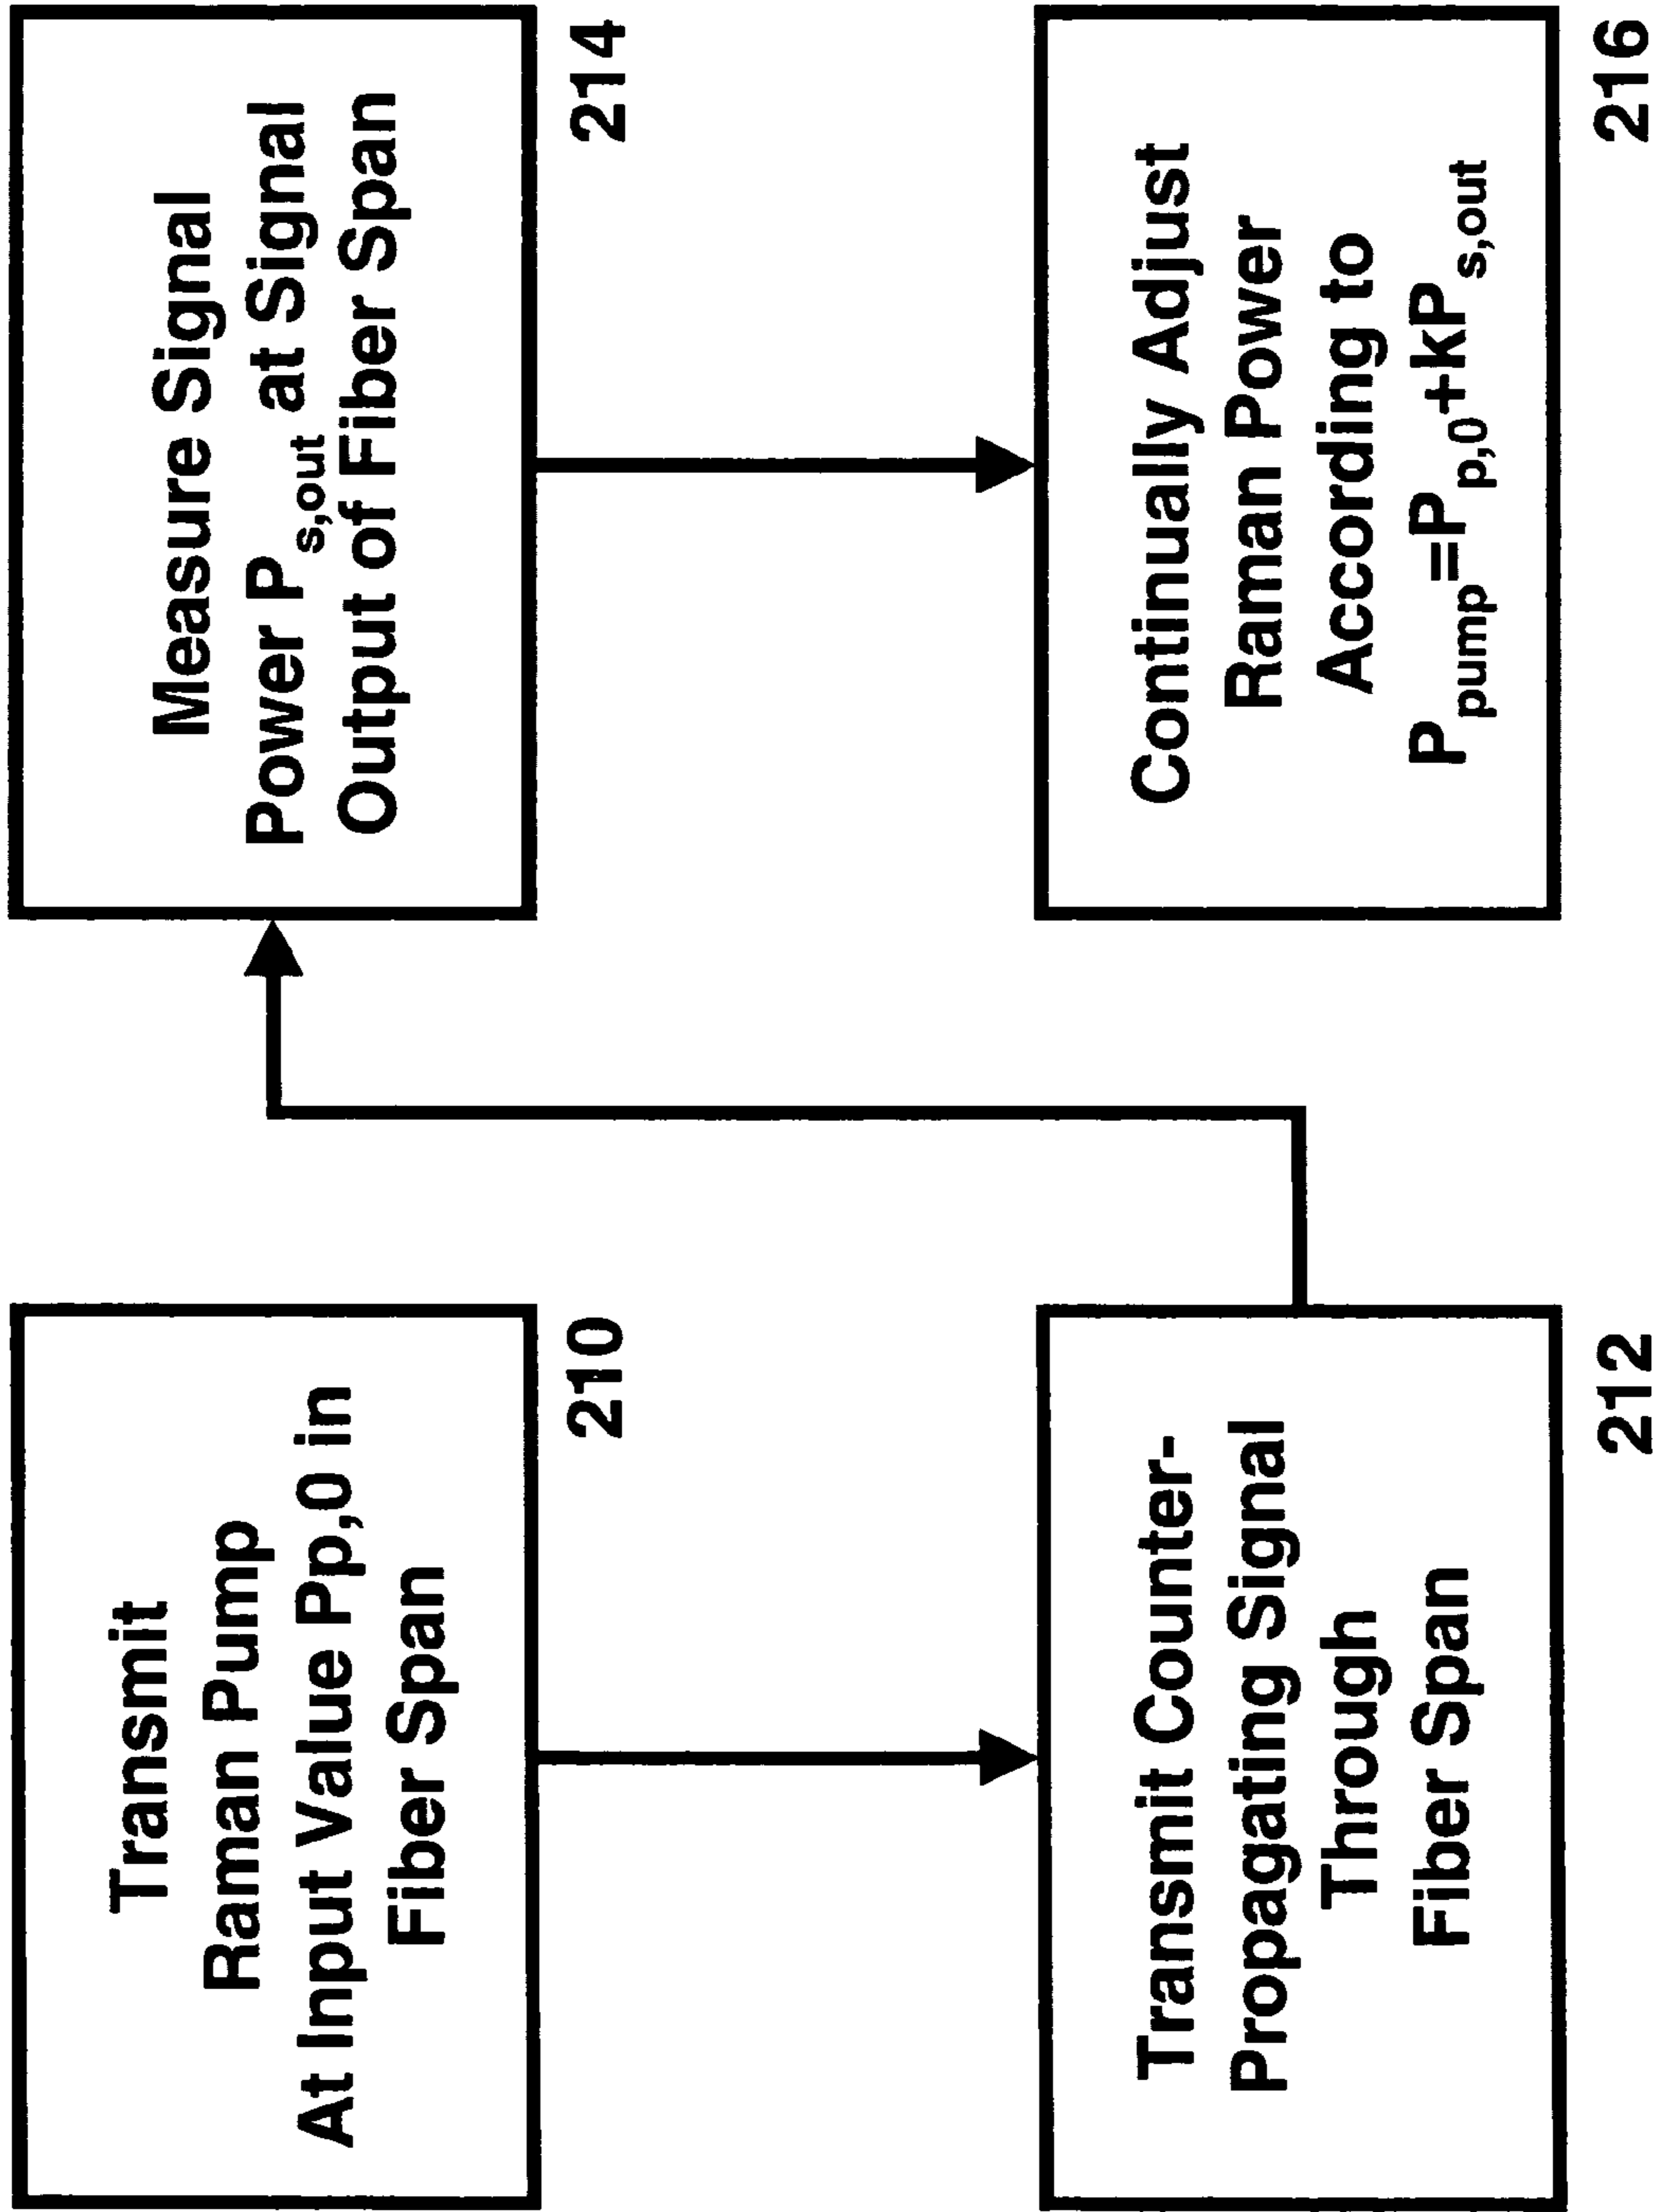 Transmit
Raman Pump
At Input Value Pp,0 in
Fiber Span
210
Transmit Counter-
Propagating Signal
Through
Fiber Span
212
Measure Signal
Power Ps,out at Signal
Output of Fiber Span
214
Continually Adjust
Raman Power
According to
Ppump=Pp,0+kPs,out
216